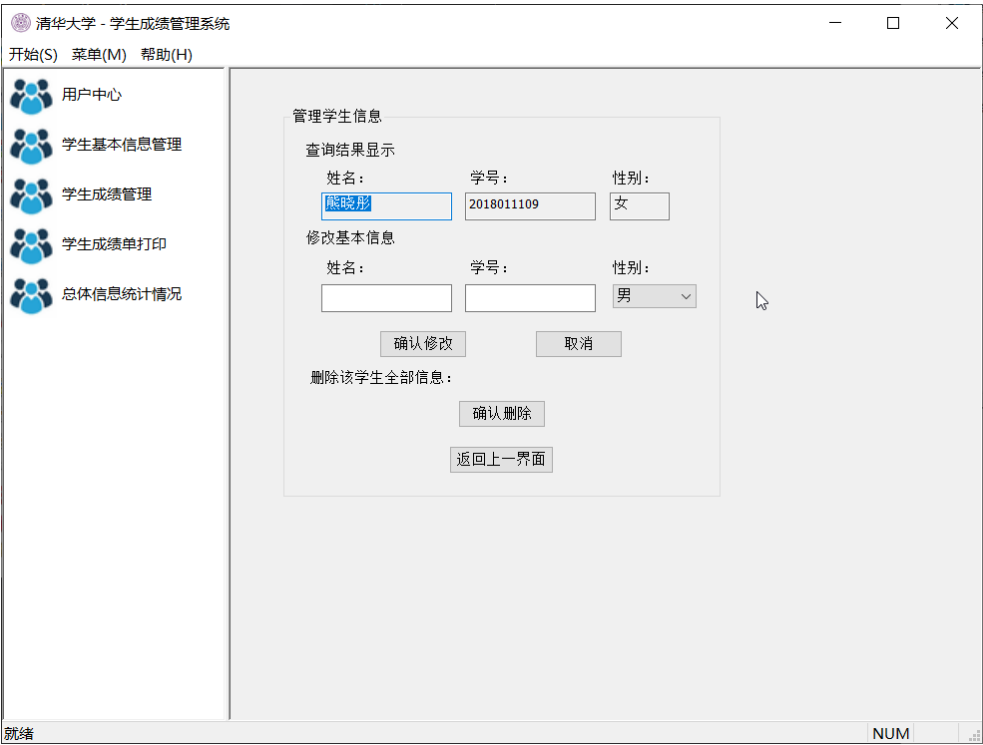 清华大学 - 学生成绩管理系统
开始(S) 菜单(M) 帮助(H)
用户中心
学生基本信息管理
学生成绩管理
学生成绩单打印
总体信息统计情况
管理学生信息
查询结果显示
姓名： 学号： 性别：
熊晓彤 2018011109 女
修改基本信息
姓名： 学号： 性别：
男
确认修改 取消
删除该学生全部信息：
确认删除
返回上一界面
就绪 NUM